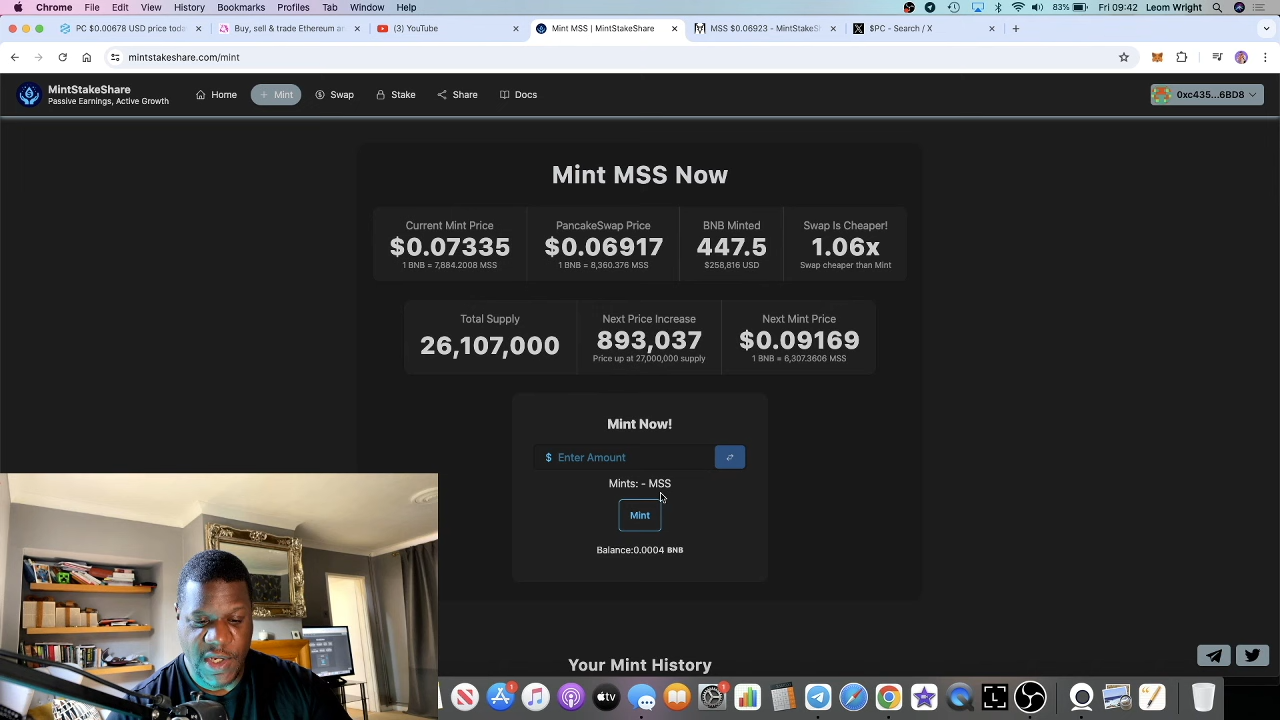 Chrome File Edit View History Bookmarks Profiles Tab Window Help
83% Fri 09:42 Leom Wright
PC $0.00678 USD price toda
Buy, sell & trade Ethereum an
(3) YouTube
Mint MSS | MintStakeShare
MSS $0.06923 - MintStakeSh
$PC - Search / X
mintstakeshare.com/mint
MintStakeShare
Passive Earnings, Active Growth
Home Mint Swap Stake Share Docs
0xc435...6BD8
Mint MSS Now
Current Mint Price
$0.07335
1 BNB = 7,884.2008 MSS
PancakeSwap Price
$0.06917
1 BNB = 8,360.376 MSS
BNB Minted
447.5
$258,816 USD
Swap Is Cheaper!
1.06x
Swap cheaper than Mint
Total Supply
26,107,000
Next Price Increase
893,037
Price up at 27,000,000 supply
Next Mint Price
$0.09169
1 BNB = 6,307.3606 MSS
Mint Now!
$ Enter Amount
Mints: - MSS
Mint
Balance:0.0004 BNB
Your Mint History
tv